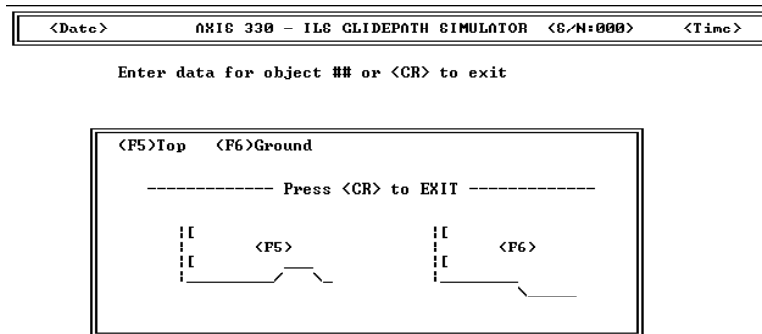 <Date> AXIS 330 - ILS GLIDEPATH SIMULATOR <S/N:000> <Time>
Enter data for object ## or <CR> to exit
<F5>Top <F6>Ground
------------- Press <CR> to EXIT -------------
<F5> <F6>